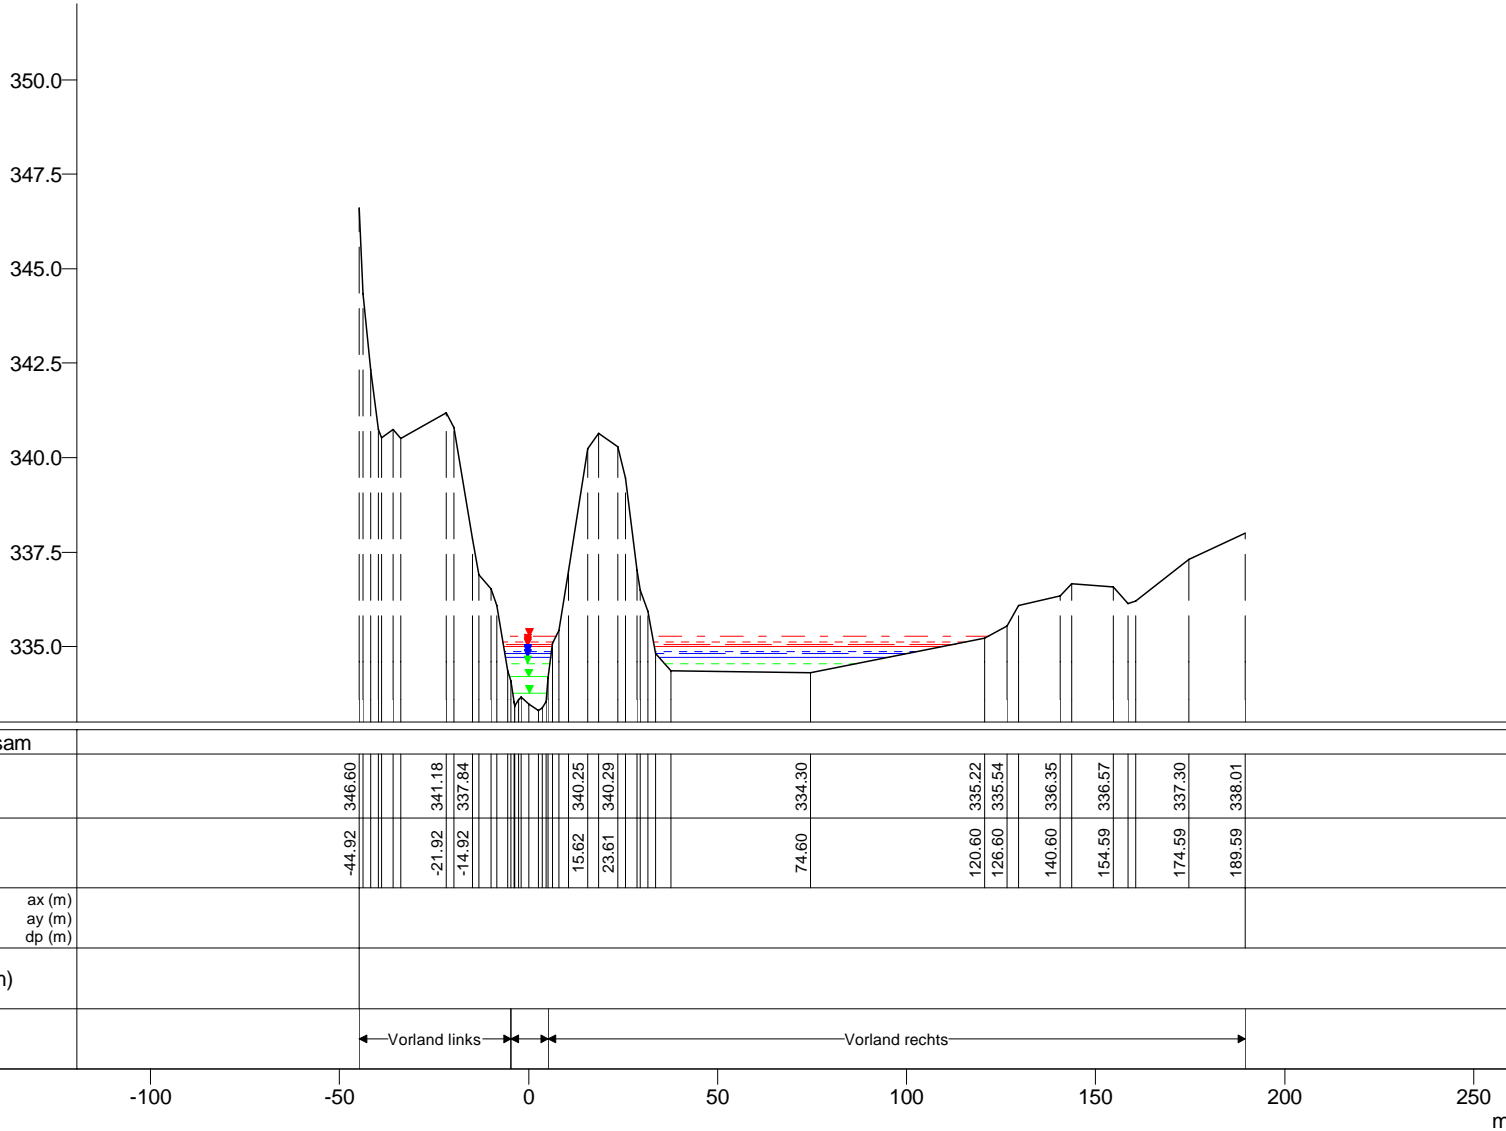 350.0
347.5
345.0
342.5
340.0
337.5
335.0
sam
346.60 341.18 337.84 340.25 340.29 334.30 335.22 335.54 336.35 336.57 337.30 338.01
-44.92 -21.92 -14.92 15.62 23.61 74.60 120.60 126.60 140.60 154.59 174.59 189.59
ax (m)
ay (m)
dp (m)
n)
Vorland links Vorland rechts
-100 -50 0 50 100 150 200 250
m